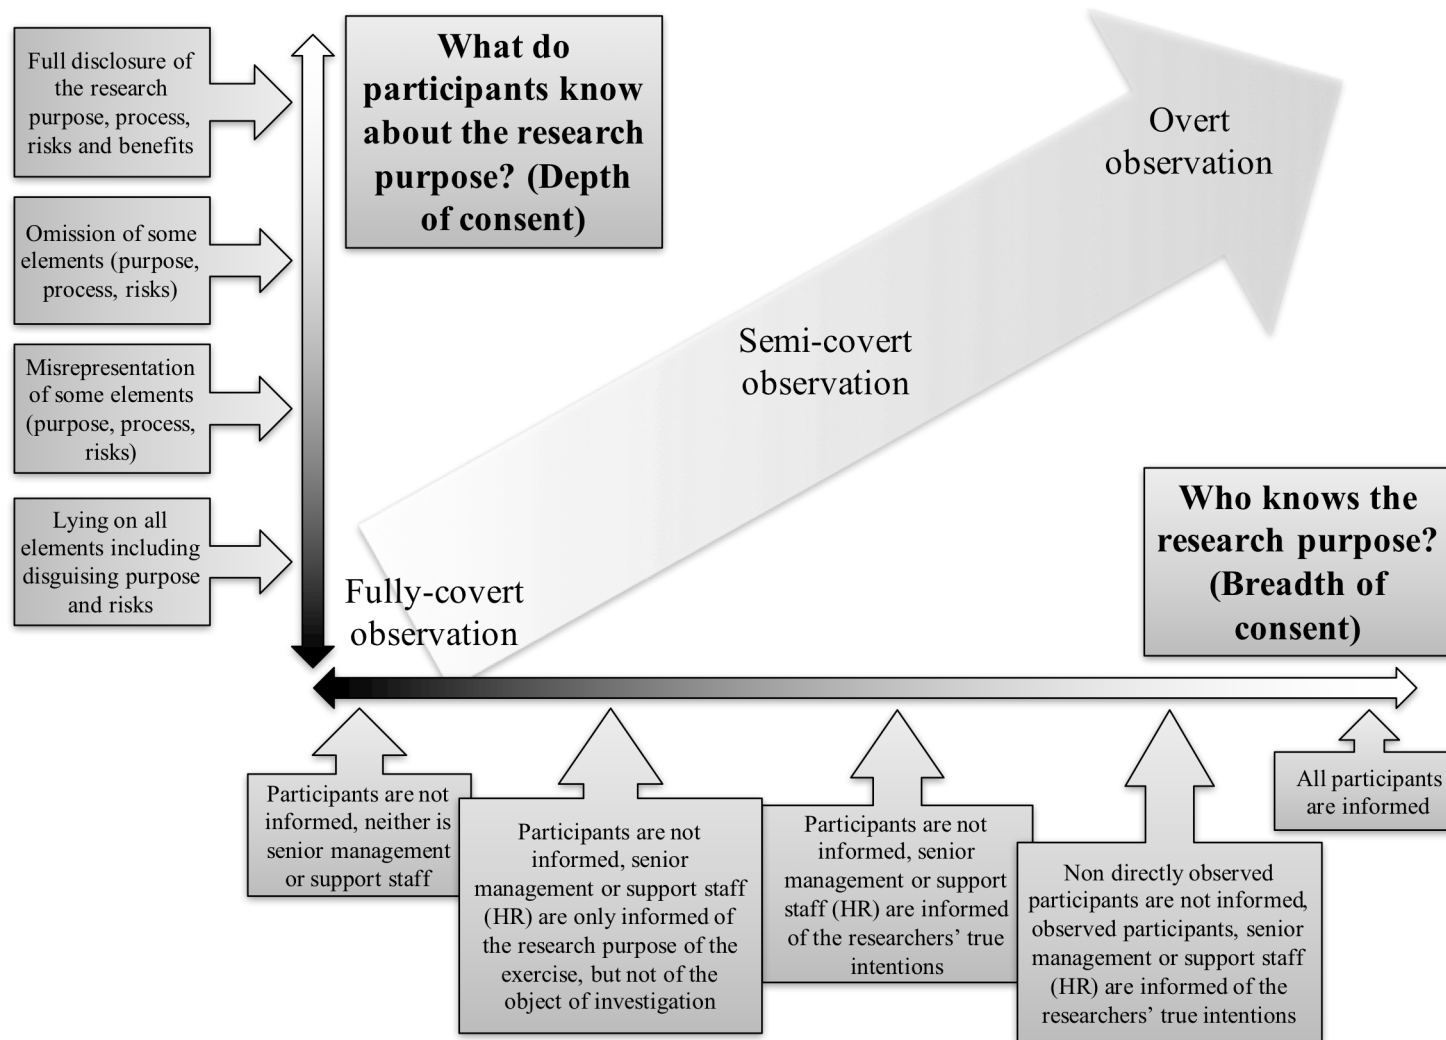 Full disclosure of
the research
purpose, process,
risks and benefits
Omission of some
elements (purpose,
process, risks)
Misrepresentation
of some elements
(purpose, process,
risks)
Lying on all
elements including
disguising purpose
and risks
What do
participants know
about the research
purpose? (Depth
of consent)
Overt
observation
Semi-covert
observation
Fully-covert
observation
Who knows the
research purpose?
(Breadth of
consent)
Participants are not
informed, neither is
senior management
or support staff
Participants are not
informed, senior
management or support staff
(HR) are only informed of
the research purpose of the
exercise, but not of the
object of investigation
Participants are not
informed, senior
management or support
staff (HR) are informed
of the researchers’ true
intentions
Non directly observed
participants are not informed,
observed participants, senior
management or support staff
(HR) are informed of the
researchers’ true intentions
All participants
are informed